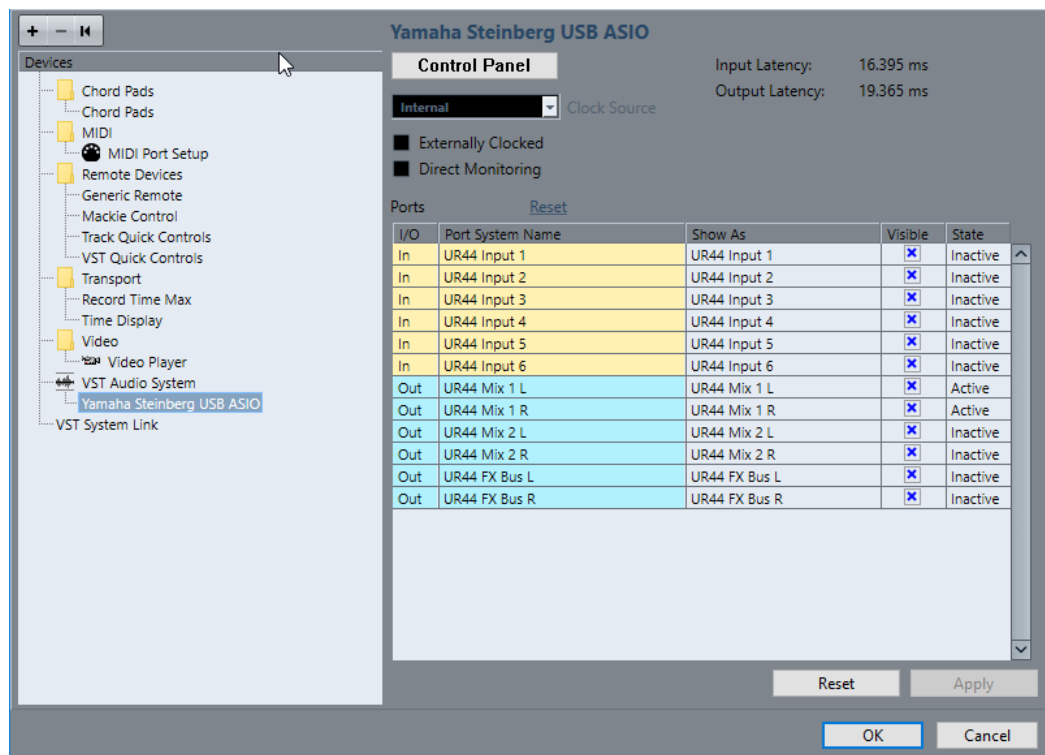 Devices
Chord Pads
Chord Pads
MIDI
MIDI Port Setup
Remote Devices
Generic Remote
Mackie Control
Track Quick Controls
VST Quick Controls
Transport
Record Time Max
Time Display
Video
Video Player
VST Audio System
Yamaha Steinberg USB ASIO
VST System Link
Yamaha Steinberg USB ASIO
Control Panel
Input Latency: 16.395 ms
Output Latency: 19.365 ms
Internal Clock Source
Externally Clocked
Direct Monitoring
Ports Reset
I/O Port System Name Show As Visible State
In UR44 Input 1 UR44 Input 1 Inactive
In UR44 Input 2 UR44 Input 2 Inactive
In UR44 Input 3 UR44 Input 3 Inactive
In UR44 Input 4 UR44 Input 4 Inactive
In UR44 Input 5 UR44 Input 5 Inactive
In UR44 Input 6 UR44 Input 6 Inactive
Out UR44 Mix 1 L UR44 Mix 1 L Active
Out UR44 Mix 1 R UR44 Mix 1 R Active
Out UR44 Mix 2 L UR44 Mix 2 L Inactive
Out UR44 Mix 2 R UR44 Mix 2 R Inactive
Out UR44 FX Bus L UR44 FX Bus L Inactive
Out UR44 FX Bus R UR44 FX Bus R Inactive
Reset Apply
OK Cancel